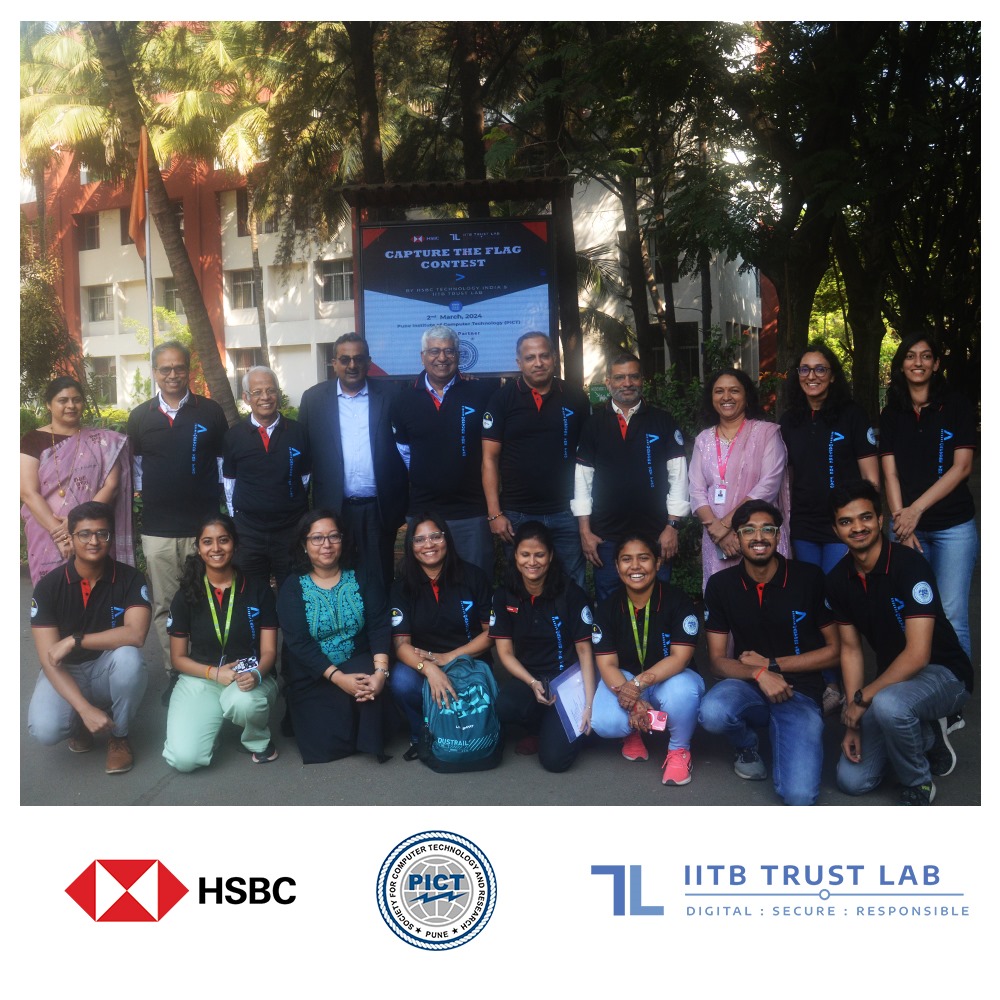 HSBC
IITB TRUST LAB
CAPTURE THE FLAG
CONTEST
BY HSBC TECHNOLOGY INDIA &
IITB TRUST LAB
2nd March, 2024
Pune Institute of Computer Technology (PICT)
Partner
DUSTRAIL
HSBC
SOCIETY FOR COMPUTER TECHNOLOGY AND RESEARCH
PICT
★ PUNE ★
IITB TRUST LAB
DIGITAL : SECURE : RESPONSIBLE